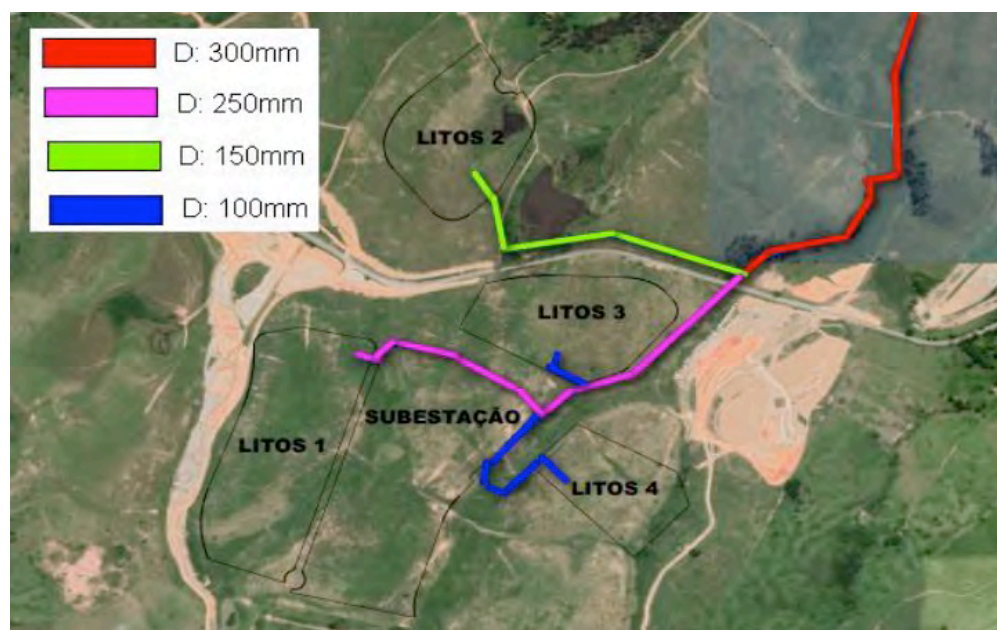 D: 300mm
D: 250mm
D: 150mm
D: 100mm
LITOS 2
LITOS 3
SUBESTAÇÃO
LITOS 1
LITOS 4